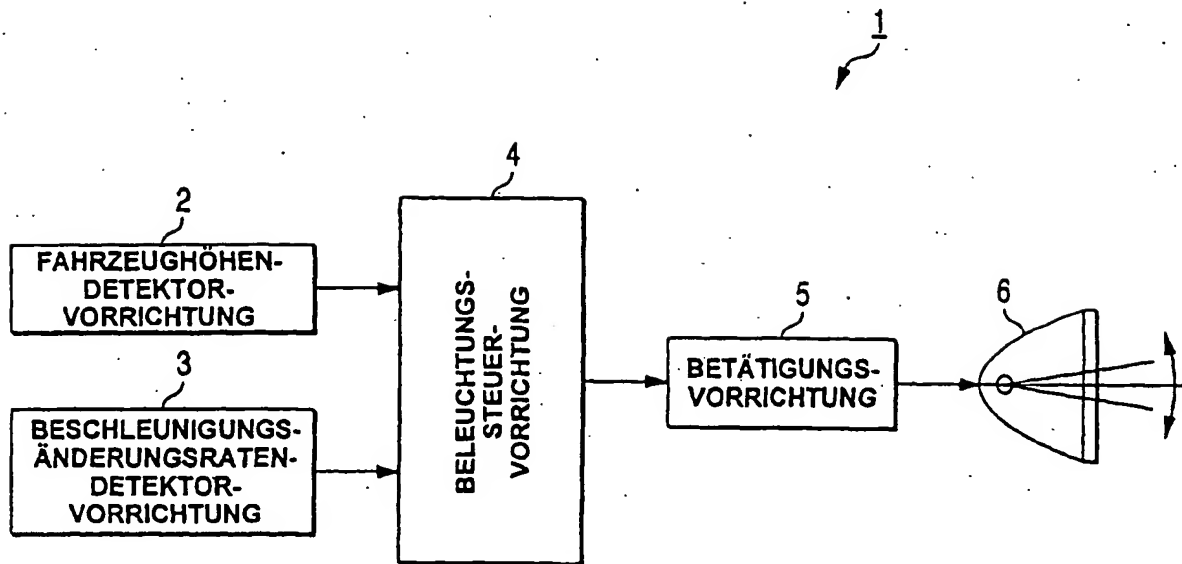 1
2
FAHRZEUGHÖHEN-
DETEKTOR-
VORRICHTUNG
3
BESCHLEUNIGUNGS-
ÄNDERUNGSRATEN-
DETEKTOR-
VORRICHTUNG
4
BELEUCHTUNGS-
STEUER-
VORRICHTUNG
5
BETÄTIGUNGS-
VORRICHTUNG
6